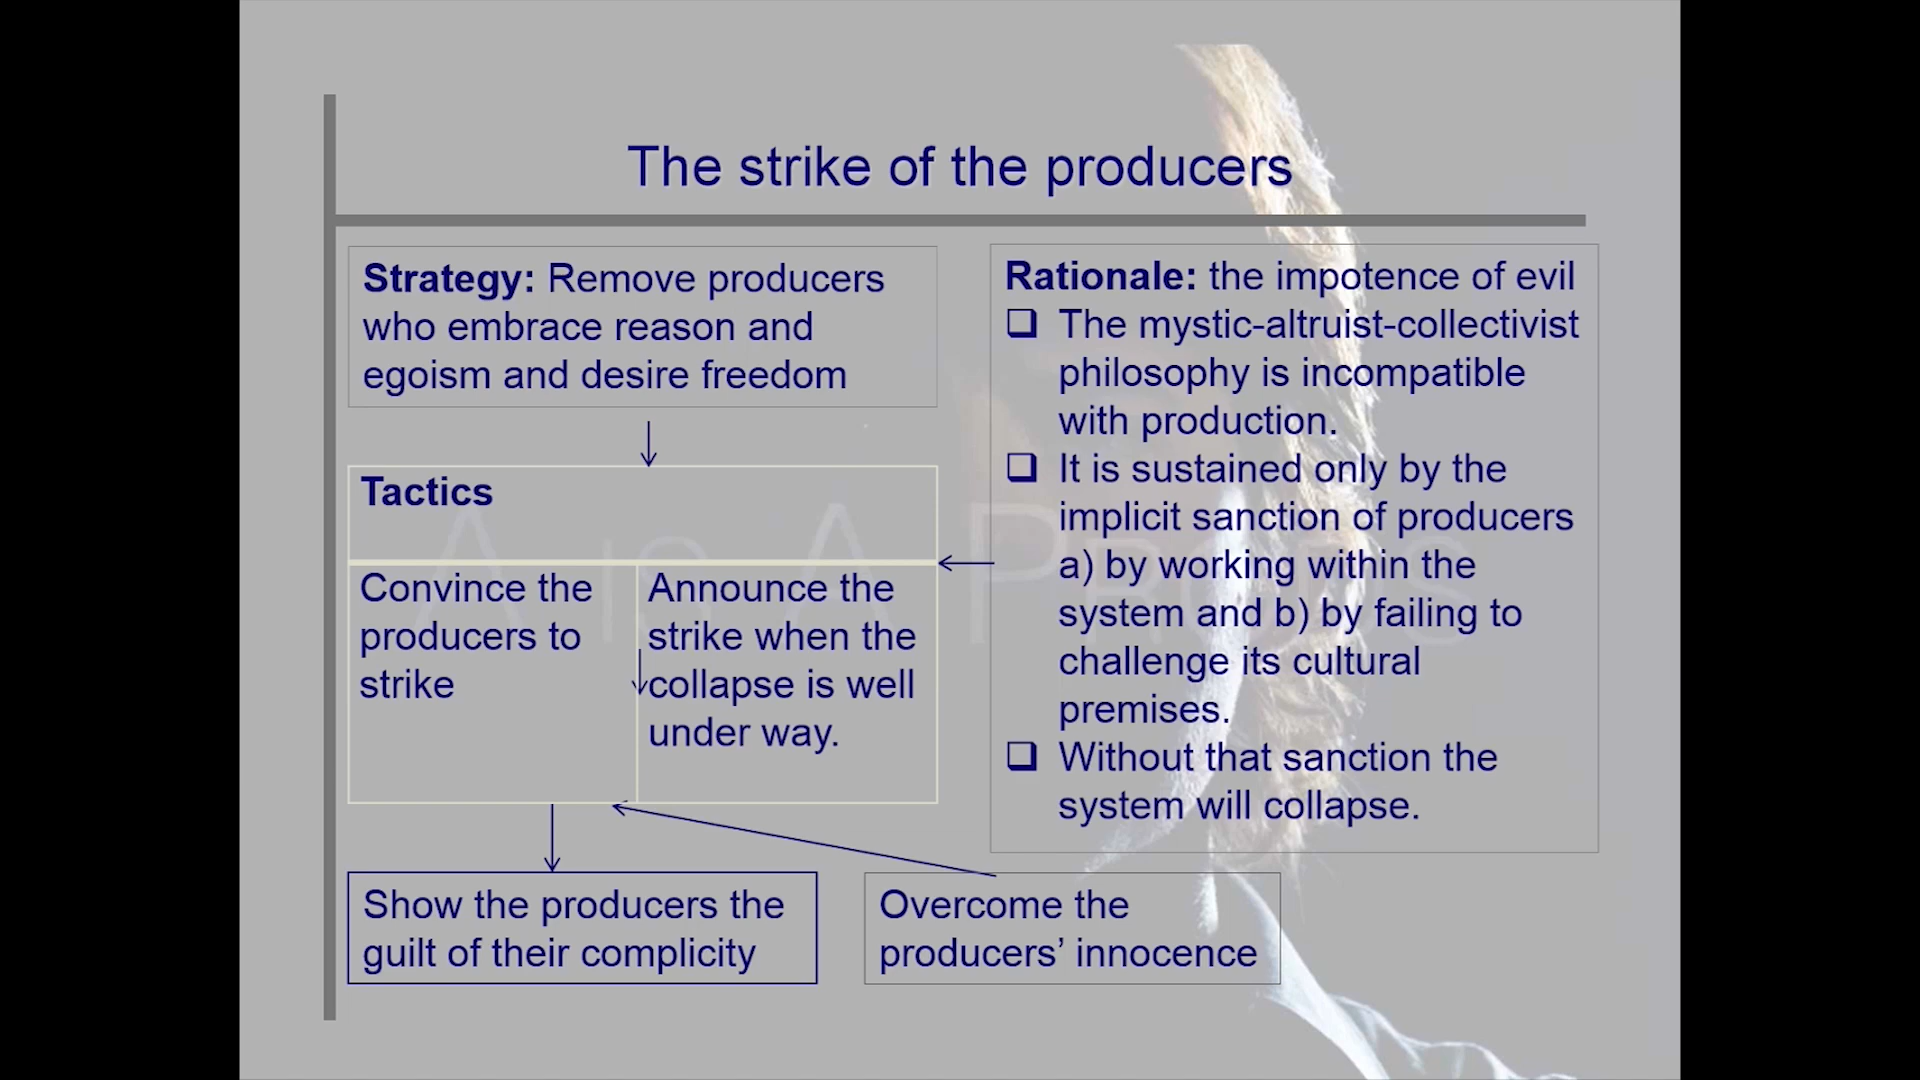 The strike of the producers
Strategy: Remove producers
who embrace reason and
egoism and desire freedom
Tactics
Convince the
producers to
strike
Announce the
strike when the
collapse is well
under way.
Show the producers the
guilt of their complicity
Overcome the
producers’ innocence
Rationale: the impotence of evil
❑ The mystic-altruist-collectivist
philosophy is incompatible
with production.
❑ It is sustained only by the
implicit sanction of producers
a) by working within the
system and b) by failing to
challenge its cultural
premises.
❑ Without that sanction the
system will collapse.